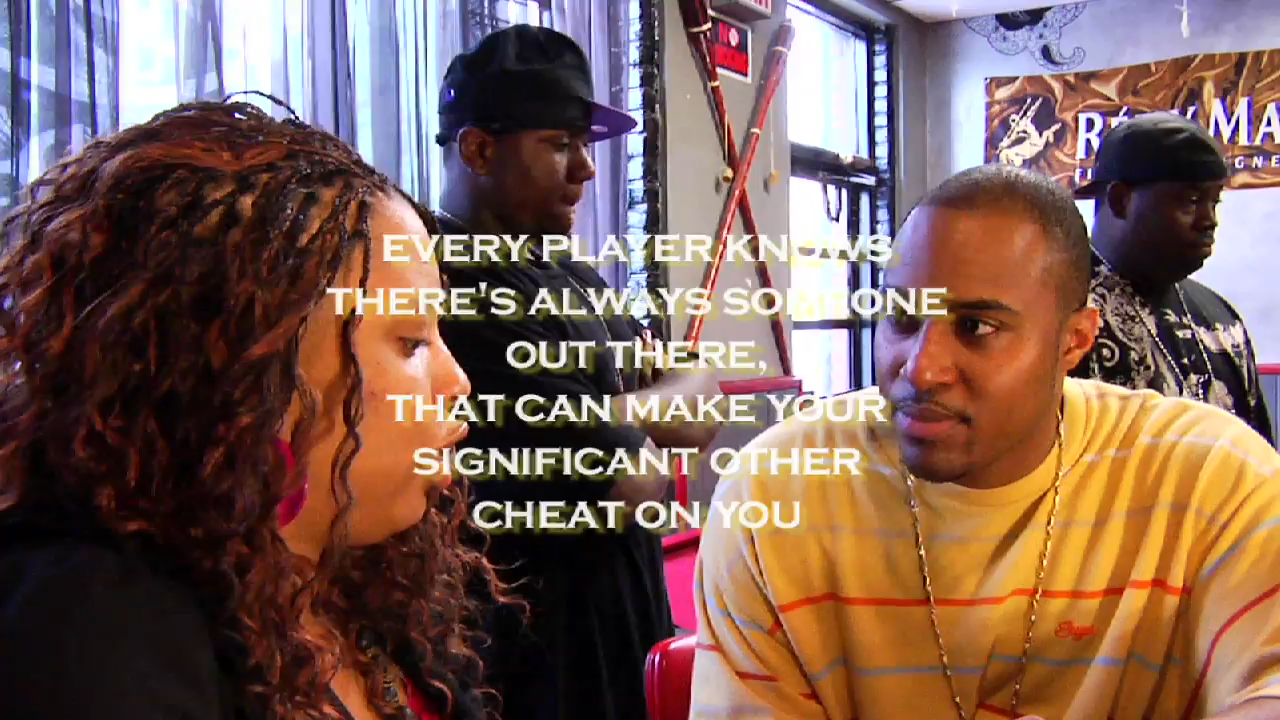 EVERY PLAYER KNOWS
THERE'S ALWAYS SOMEONE
OUT THERE,
THAT CAN MAKE YOUR
SIGNIFICANT OTHER
CHEAT ON YOU